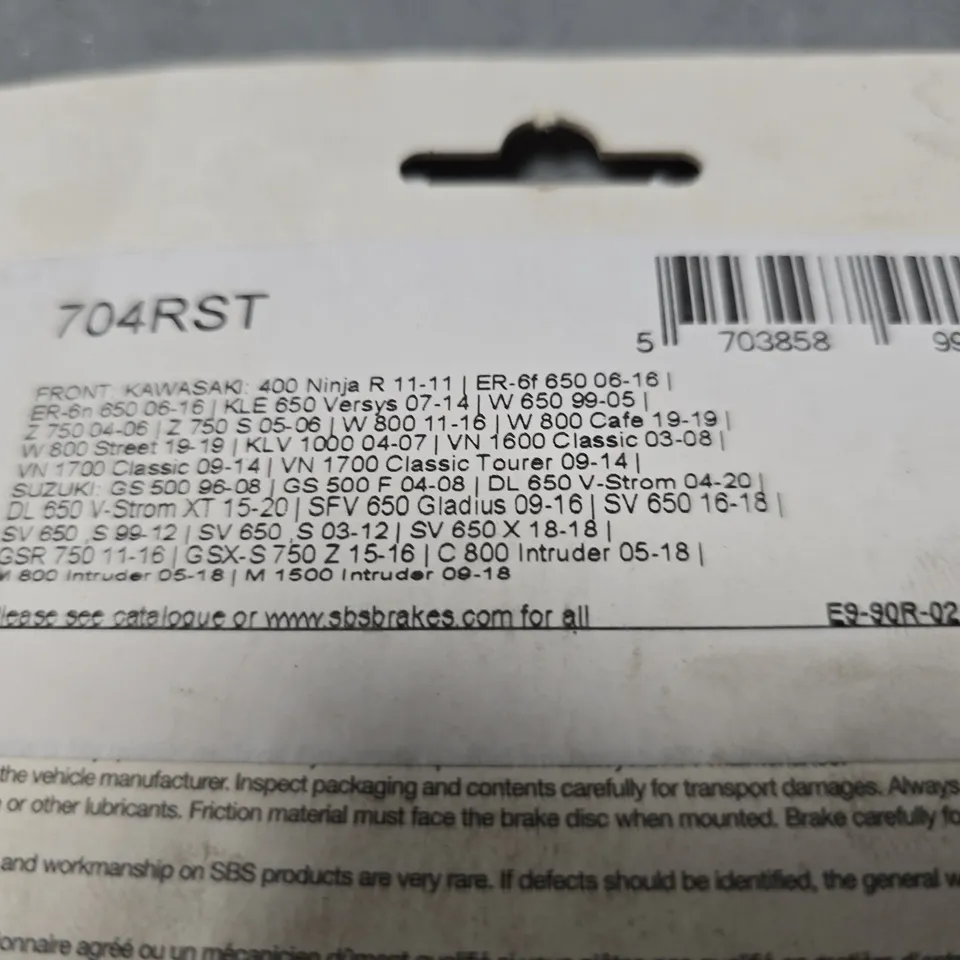 704RST
5 703858 99
FRONT: KAWASAKI: 400 Ninja R 11-11 | ER-6f 650 06-16 |
ER-6n 650 06-16 | KLE 650 Versys 07-14 | W 650 99-05 |
Z 750 04-06 | Z 750 S 05-06 | W 800 11-16 | W 800 Cafe 19-19 |
W 800 Street 19-19 | KLV 1000 04-07 | VN 1600 Classic 03-08 |
VN 1700 Classic 09-14 | VN 1700 Classic Tourer 09-14 |
SUZUKI: GS 500 96-08 | GS 500 F 04-08 | DL 650 V-Strom 04-20 |
DL 650 V-Strom XT 15-20 | SFV 650 Gladius 09-16 | SV 650 16-18 |
SV 650 ,S 99-12 | SV 650 ,S 03-12 | SV 650 X 18-18 |
GSR 750 11-16 | GSX-S 750 Z 15-16 | C 800 Intruder 05-18 |
M 800 Intruder 05-18 | M 1500 Intruder 09-18
lease see catalogue or www.sbsbrakes.com for all E9-90R-02
the vehicle manufacturer. Inspect packaging and contents carefully for transport damages. Always
or other lubricants. Friction material must face the brake disc when mounted. Brake carefully fo
and workmanship on SBS products are very rare. If defects should be identified, the general w
onnaire agréé ou un mécanicien dûment qualifié